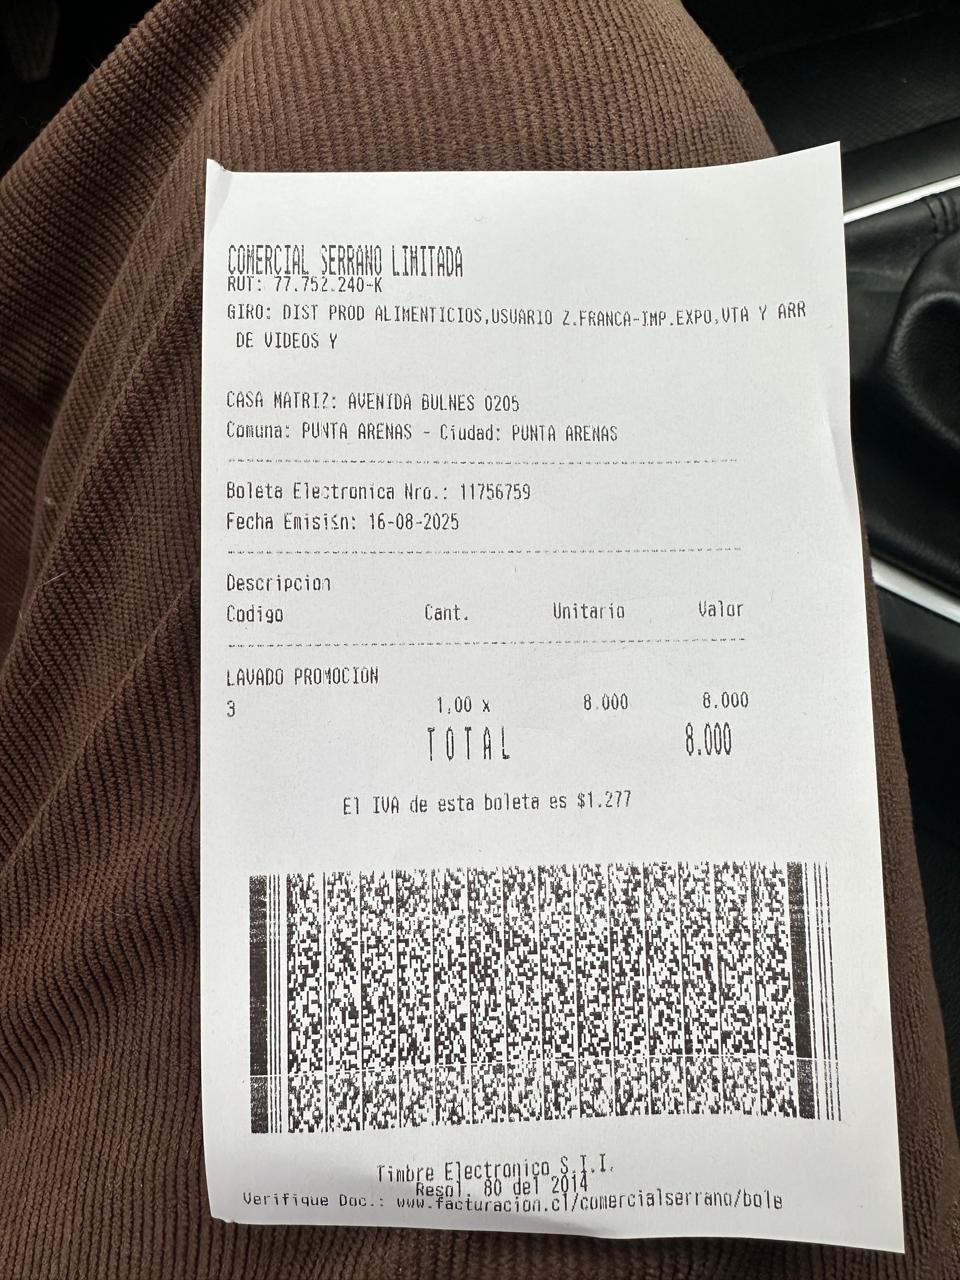 COMERCIAL SERRANO LIMITADA
RUT: 77.752.240-K
GIRO: DIST PROD ALIMENTICIOS,USUARIO Z.FRANCA-IMP.EXPO,VTA Y ARR
DE VIDEOS Y
CASA MATRIZ: AVENIDA BULNES 0205
Comuna: PUNTA ARENAS - Ciudad: PUNTA ARENAS
Boleta Electronica Nro.: 11756759
Fecha Emisi¢n: 16-08-2025
Descripcion
Codigo Cant. Unitario Valor
LAVADO PROMOCION
3 1,00 x 8.000 8.000
TOTAL 8.000
El IVA de esta boleta es $1.277
Timbre Electronico S.I.I.
Resol. 80 del 2014
Verifique Doc.: www.facturacion.cl/comercialserrano/bole